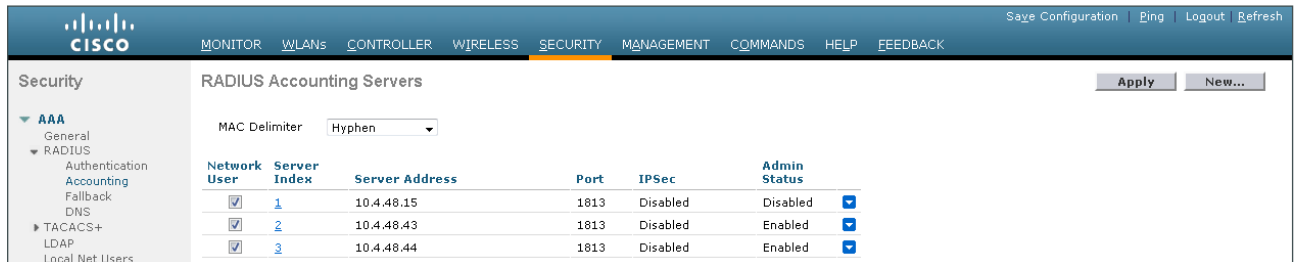 Save Configuration | Ping | Logout | Refresh
CISCO
MONITOR WLANs CONTROLLER WIRELESS SECURITY MANAGEMENT COMMANDS HELP FEEDBACK
Security
RADIUS Accounting Servers
Apply New...
AAA
General
RADIUS
Authentication
Accounting
Fallback
DNS
TACACS+
LDAP
Local Net Users
MAC Delimiter Hyphen
Network User Server Index Server Address Port IPSec Admin Status
1 10.4.48.15 1813 Disabled Disabled
2 10.4.48.43 1813 Disabled Enabled
3 10.4.48.44 1813 Disabled Enabled